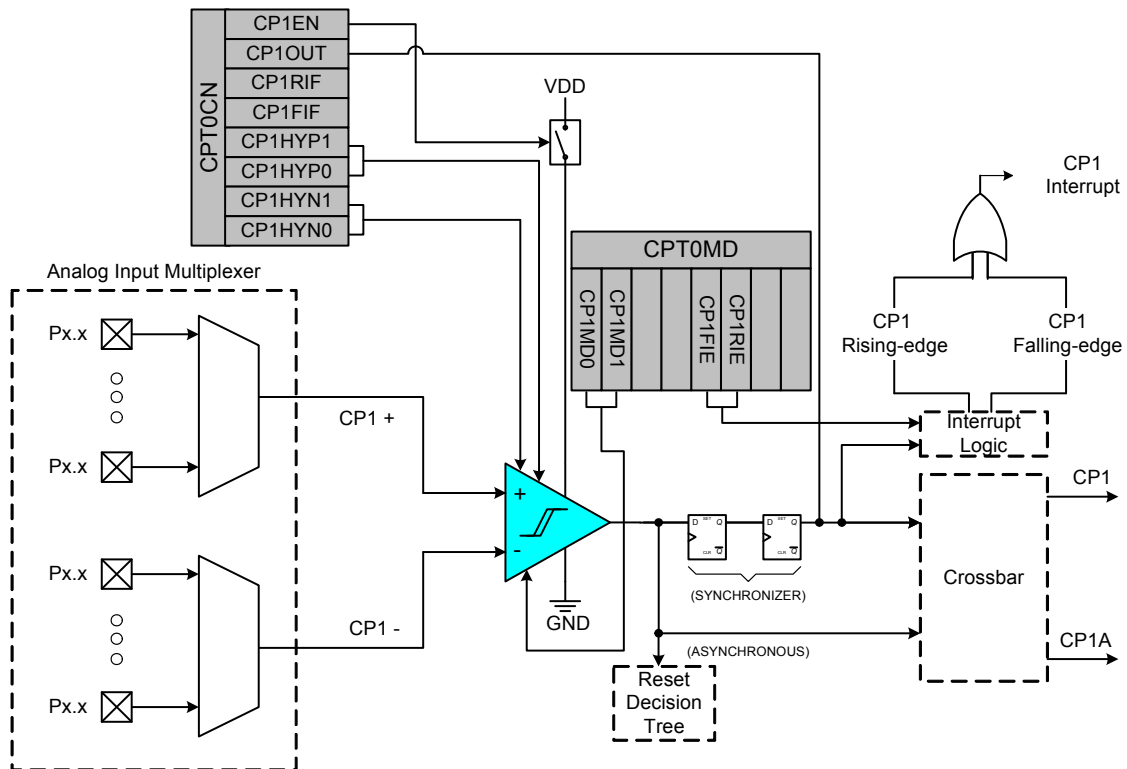 CPT0CN
CP1EN
CP1OUT
CP1RIF
CP1FIF
CP1HYP1
CP1HYP0
CP1HYN1
CP1HYN0
VDD
CP1
Interrupt
CPT0MD
CP1MD0
CP1MD1
CP1FIE
CP1RIE
CP1
Rising-edge
CP1
Falling-edge
Interrupt
Logic
Analog Input Multiplexer
Px.x
Px.x
CP1 +
Px.x
Px.x
CP1 -
+
-
GND
D SET Q
CLR Q
D SET Q
CLR Q
(SYNCHRONIZER)
(ASYNCHRONOUS)
Reset
Decision
Tree
Crossbar
CP1
CP1A